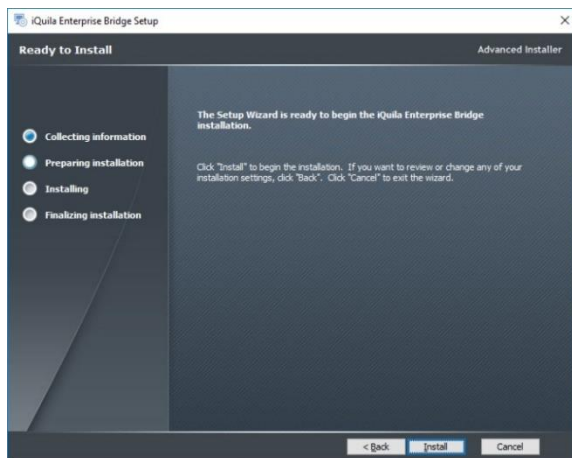 iQuila Enterprise Bridge Setup
Ready to Install
Advanced Installer
Collecting information
Preparing installation
Installing
Finalizing installation
The Setup Wizard is ready to begin the iQuila Enterprise Bridge
installation.
Click "Install" to begin the installation. If you want to review or change any of your
installation settings, click "Back". Click "Cancel" to exit the wizard.
< Back
Install
Cancel